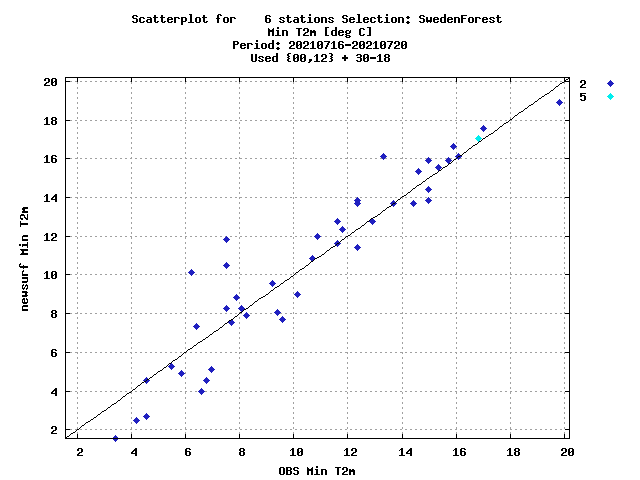 Scatterplot for    6 stations Selection: SwedenForest
Min T2m [deg C]
Period: 20210716-20210720
Used {00,12} + 30-18
2
5
20
18
16
14
12
10
8
6
4
2
newsurf Min T2m
2 4 6 8 10 12 14 16 18 20
OBS Min T2m